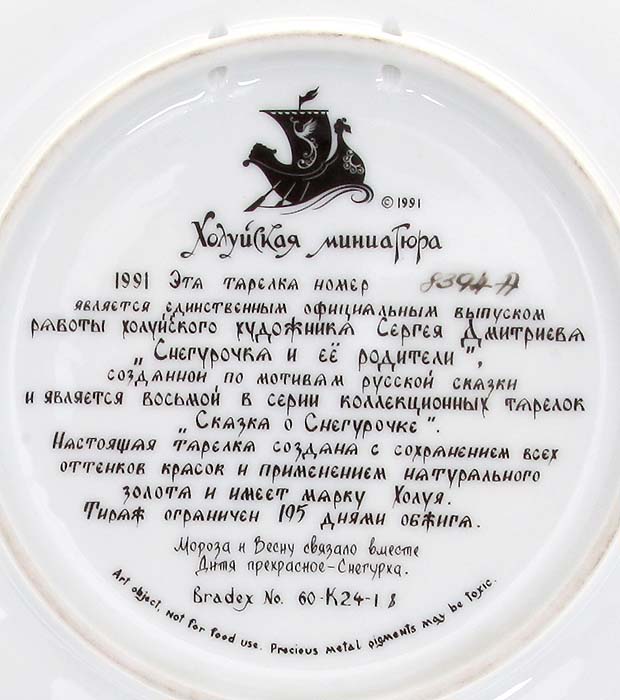 © 1991
Холуйская миниатюра
1991 Эта тарелка номер 8394-A
является единственным официальным выпуском
работы холуйского художника Сергея Дмитриева
„Снегурочка и её родители",
созданной по мотивам русской сказки
и является восьмой в серии коллекционных тарелок
„Сказка о Снегурочке".
Настоящая тарелка создана с сохранением всех
оттенков красок и применением натурального
золота и имеет марку Холуя.
Тираж ограничен 195 днями обжига.
Мороза и Весну связало вместе
Дитя прекрасное-Снегурка.
Bradex No. 60-K24-1 8
Art object, not for food use. Precious metal pigments may be toxic.